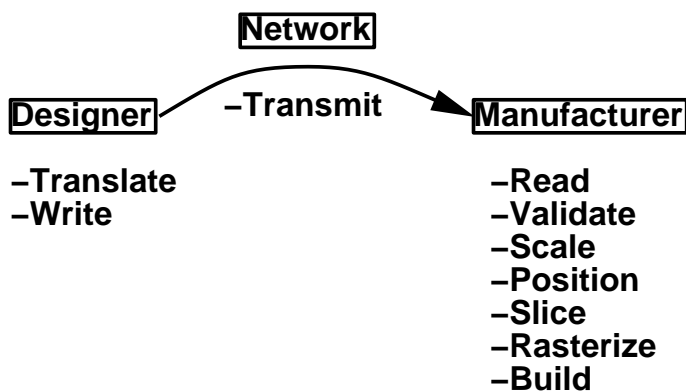 Network
Designer
–Transmit
Manufacturer
–Translate
–Write
–Read
–Validate
–Scale
–Position
–Slice
–Rasterize
–Build